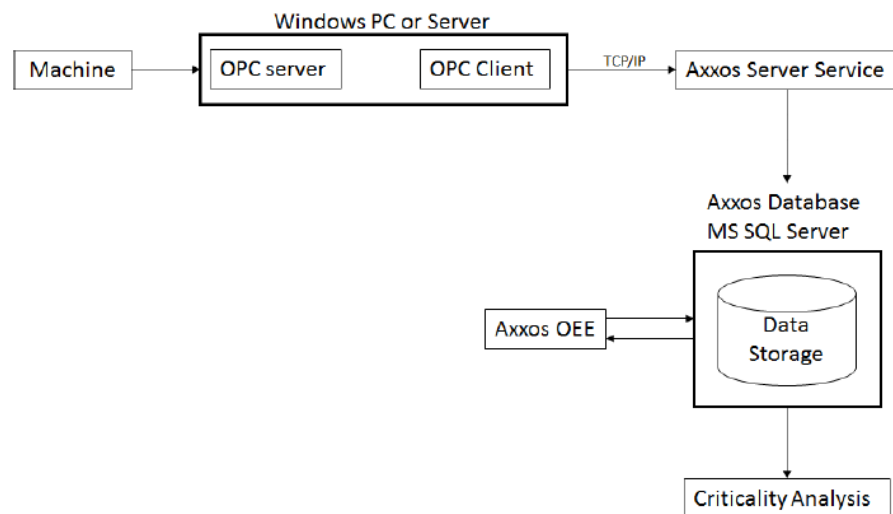 Windows PC or Server
Machine
OPC server
OPC Client
TCP/IP
Axxos Server Service
Axxos Database
MS SQL Server
Axxos OEE
Data
Storage
Criticality Analysis